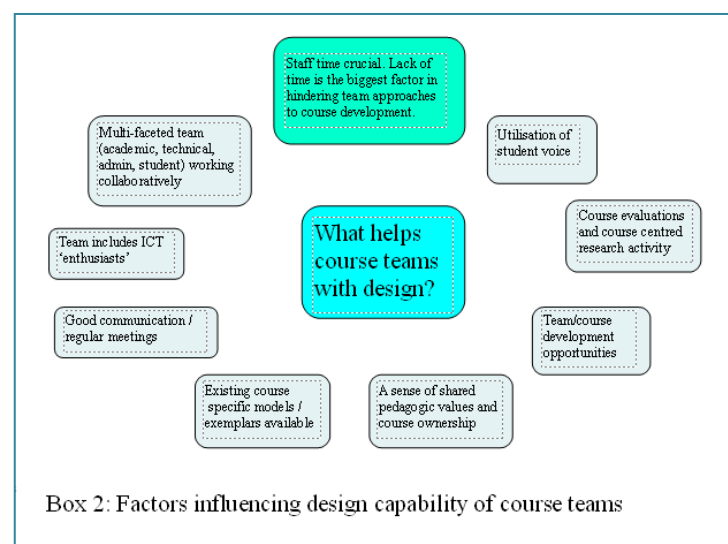 Staff time crucial. Lack of
time is the biggest factor in
hindering team approaches
to course development.
Multi-faceted team
(academic, technical,
admin, student) working
collaboratively
Utilisation of
student voice
Course evaluations
and course centred
research activity
Team includes ICT
‘enthusiasts’
What helps
course teams
with design?
Good communication /
regular meetings
Team/course
development
opportunities
Existing course
specific models /
exemplars available
A sense of shared
pedagogic values and
course ownership
Box 2: Factors influencing design capability of course teams